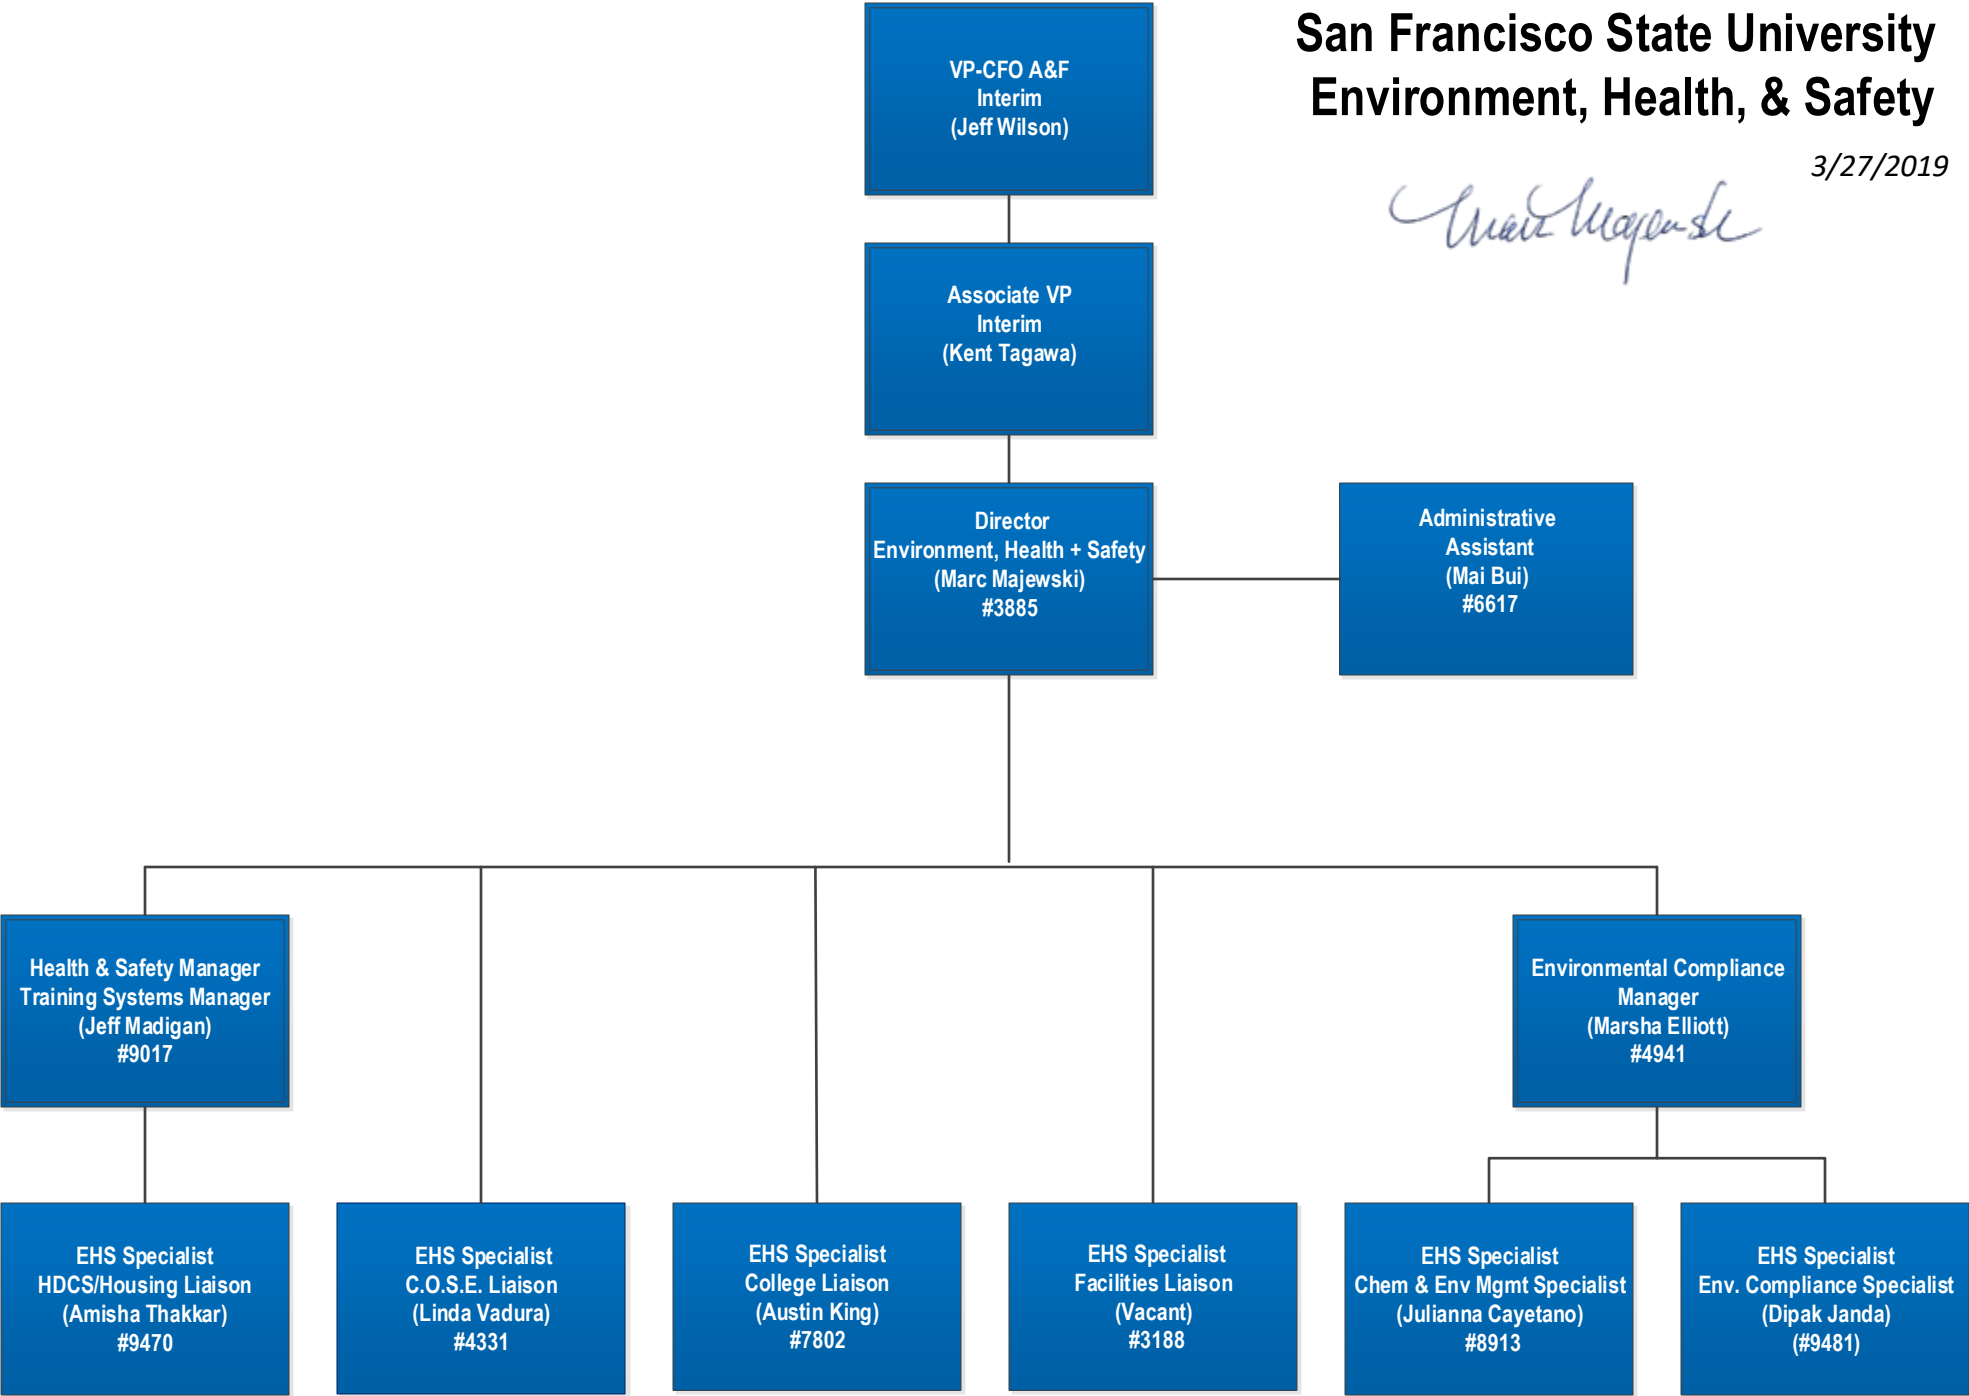 San Francisco State University
Environment, Health, & Safety
3/27/2019
VP-CFO A&F
Interim
(Jeff Wilson)
Associate VP
Interim
(Kent Tagawa)
Director
Environment, Health + Safety
(Marc Majewski)
#3885
Administrative
Assistant
(Mai Bui)
#6617
Health & Safety Manager
Training Systems Manager
(Jeff Madigan)
#9017
Environmental Compliance
Manager
(Marsha Elliott)
#4941
EHS Specialist
HDCS/Housing Liaison
(Amisha Thakkar)
#9470
EHS Specialist
C.O.S.E. Liaison
(Linda Vadura)
#4331
EHS Specialist
College Liaison
(Austin King)
#7802
EHS Specialist
Facilities Liaison
(Vacant)
#3188
EHS Specialist
Chem & Env Mgmt Specialist
(Julianna Cayetano)
#8913
EHS Specialist
Env. Compliance Specialist
(Dipak Janda)
(#9481)